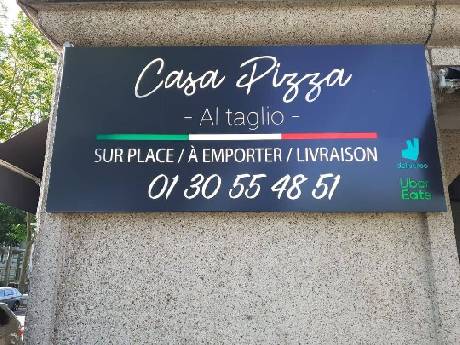 Casa Pizza
- Al taglio -
SUR PLACE / À EMPORTER / LIVRAISON
01 30 55 48 51
deliveroo
Uber
Eats